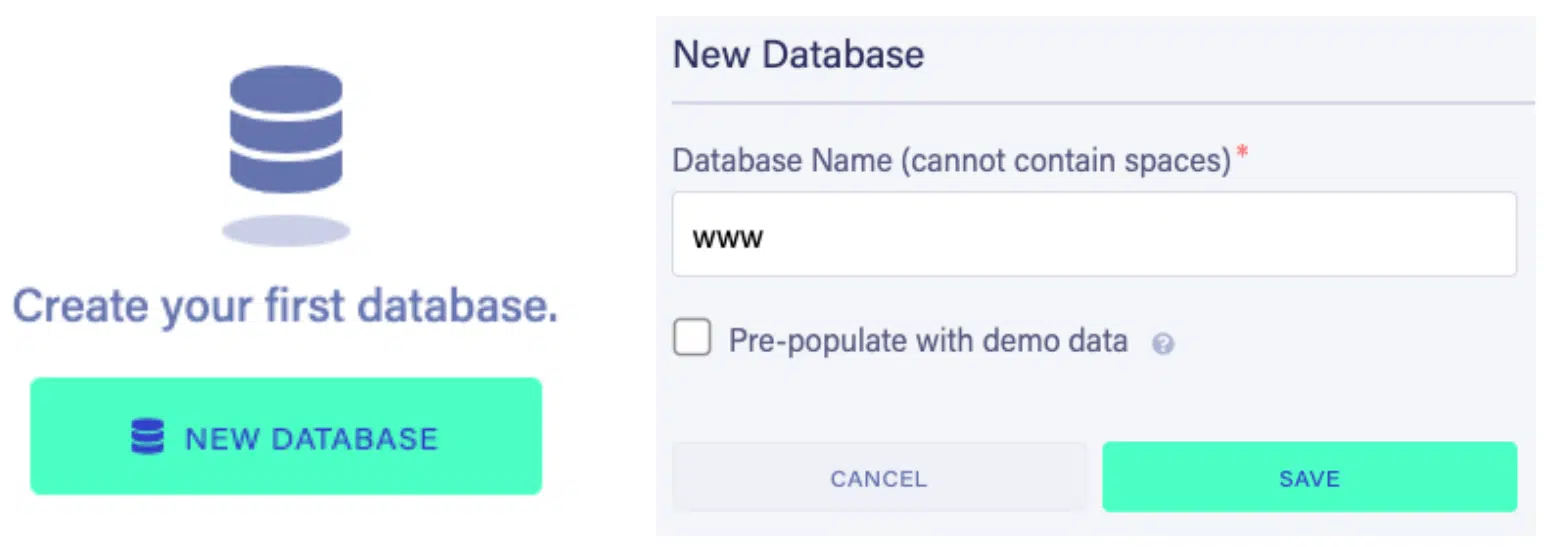 Create your first database.
NEW DATABASE
New Database
Database Name (cannot contain spaces)*
www
Pre-populate with demo data ?
CANCEL
SAVE